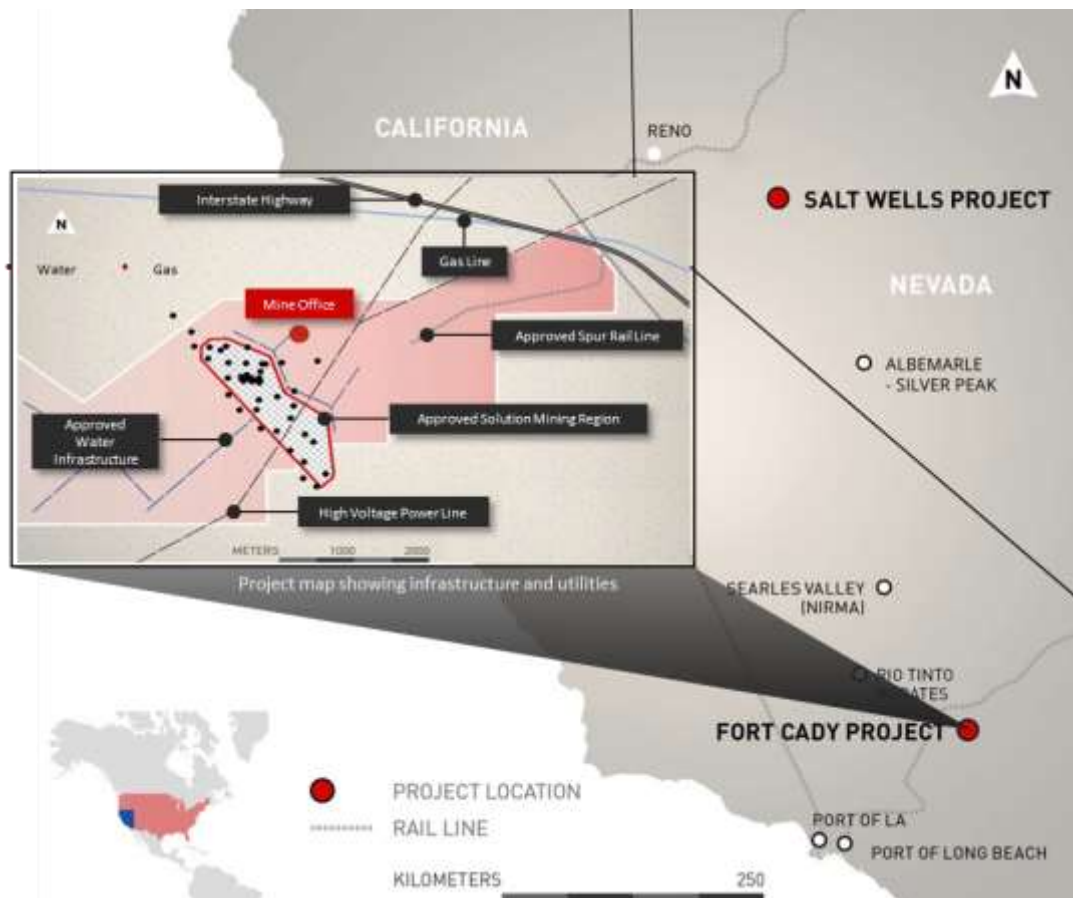 N
CALIFORNIA
RENO
SALT WELLS PROJECT
NEVADA
Interstate Highway
N
Gas Line
Water
Gas
Mine Office
Approved Spur Rail Line
ALBEMARLE
- SILVER PEAK
Approved Solution Mining Region
Approved
Water
Infrastructure
High Voltage Power Line
METERS 1000 2000
Project map showing infrastructure and utilities
SEARLES VALLEY
(NIRMA)
RIO TINTO
FORT CADY PROJECT
PROJECT LOCATION
RAIL LINE
PORT OF LA
PORT OF LONG BEACH
KILOMETERS 250